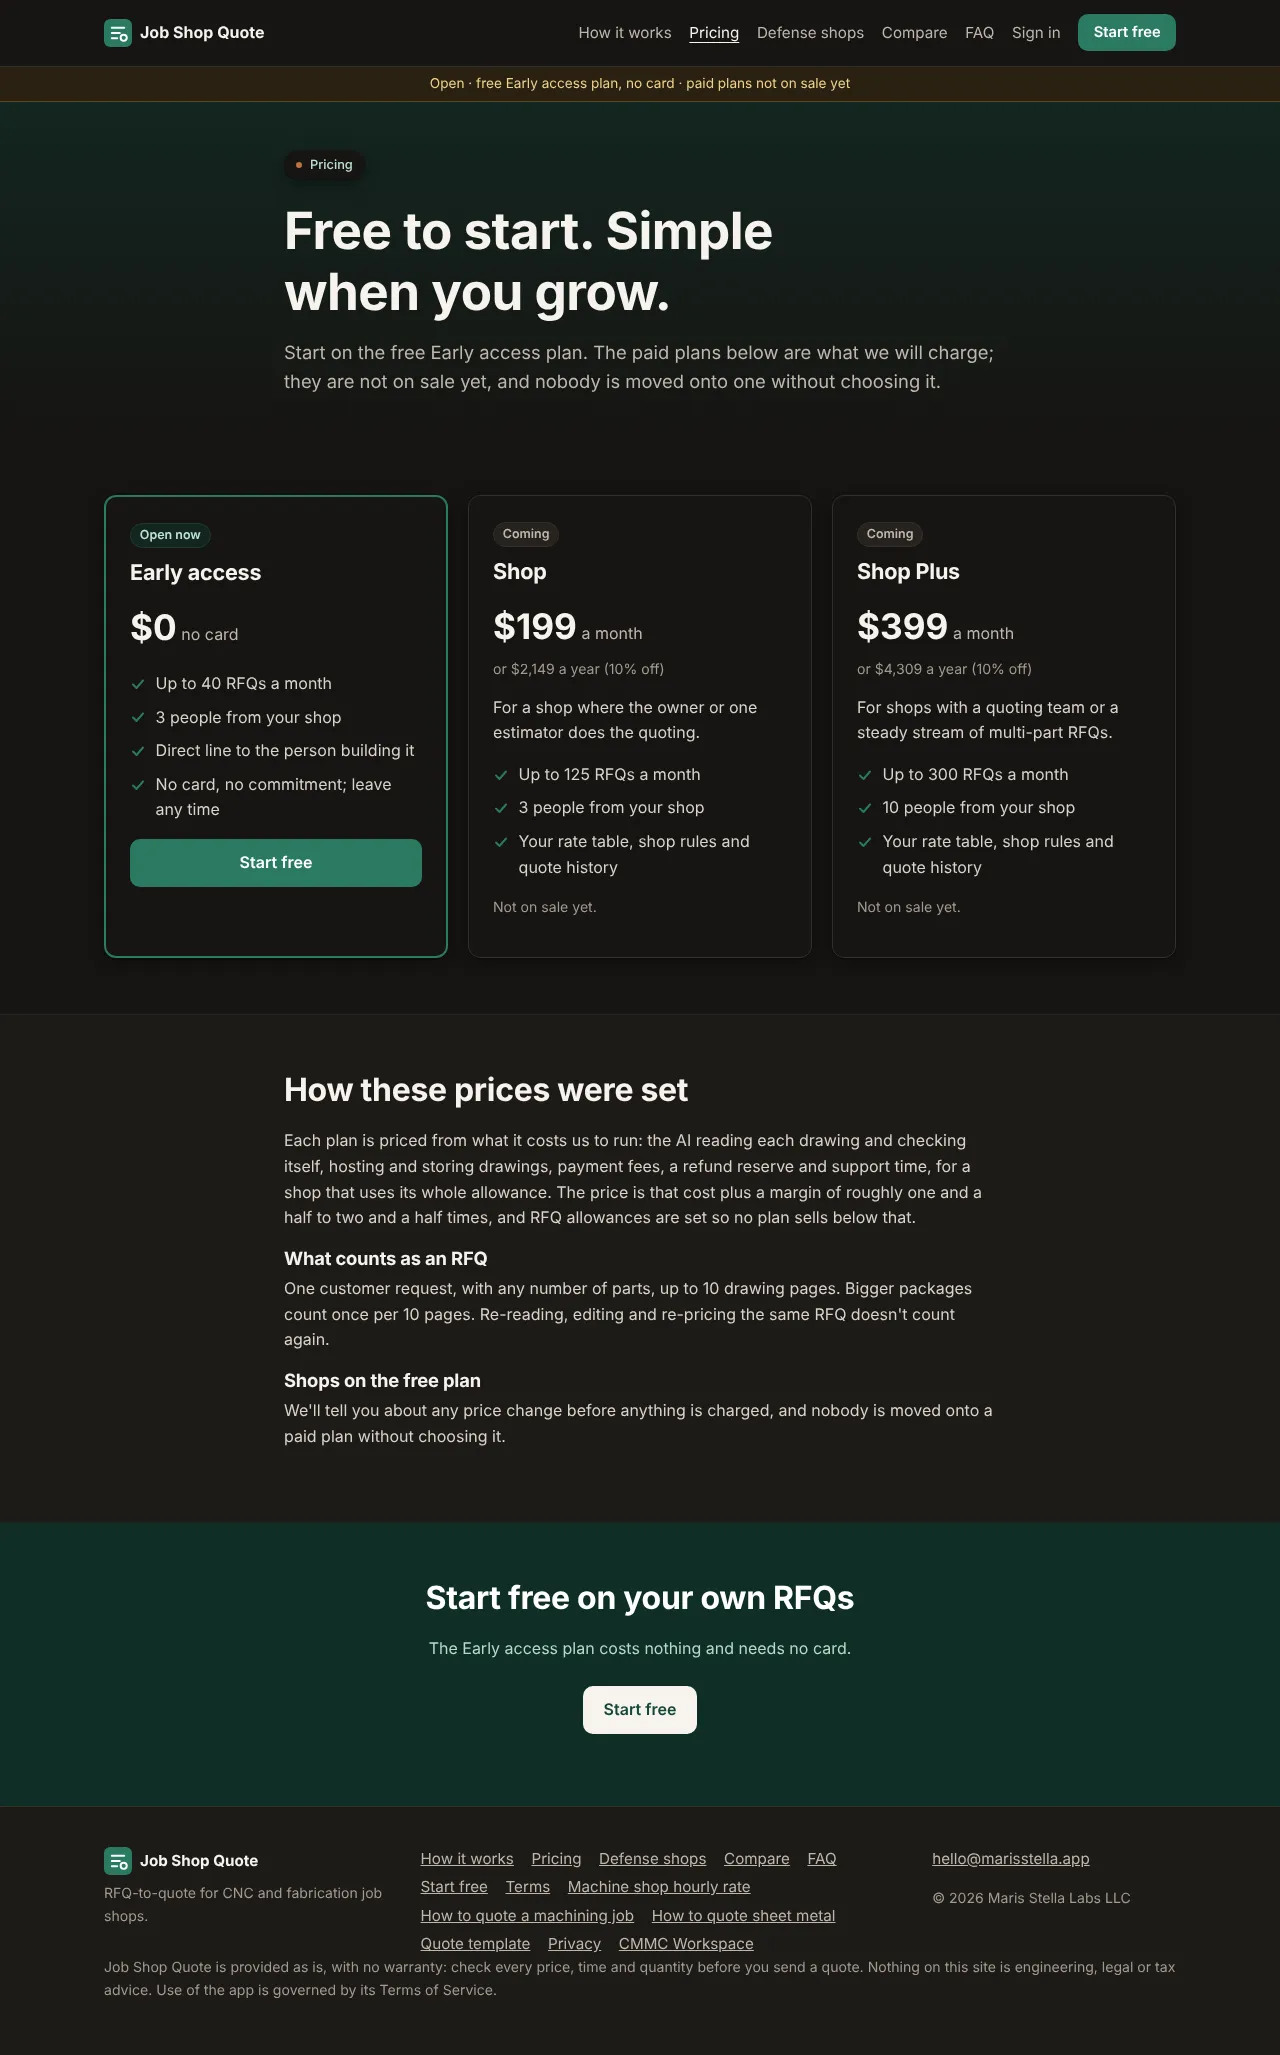 Job Shop Quote
How it works Pricing Defense shops Compare FAQ Sign in Start free
Open · free Early access plan, no card · paid plans not on sale yet
Pricing
Free to start. Simple
when you grow.
Start on the free Early access plan. The paid plans below are what we will charge;
they are not on sale yet, and nobody is moved onto one without choosing it.
Open now
Early access
$0 no card
Up to 40 RFQs a month
3 people from your shop
Direct line to the person building it
No card, no commitment; leave
any time
Start free
Coming
Shop
$199 a month
or $2,149 a year (10% off)
For a shop where the owner or one
estimator does the quoting.
Up to 125 RFQs a month
3 people from your shop
Your rate table, shop rules and
quote history
Not on sale yet.
Coming
Shop Plus
$399 a month
or $4,309 a year (10% off)
For shops with a quoting team or a
steady stream of multi-part RFQs.
Up to 300 RFQs a month
10 people from your shop
Your rate table, shop rules and
quote history
Not on sale yet.
How these prices were set
Each plan is priced from what it costs us to run: the AI reading each drawing and checking
itself, hosting and storing drawings, payment fees, a refund reserve and support time, for a
shop that uses its whole allowance. The price is that cost plus a margin of roughly one and a
half to two and a half times, and RFQ allowances are set so no plan sells below that.
What counts as an RFQ
One customer request, with any number of parts, up to 10 drawing pages. Bigger packages
count once per 10 pages. Re-reading, editing and re-pricing the same RFQ doesn't count
again.
Shops on the free plan
We'll tell you about any price change before anything is charged, and nobody is moved onto a
paid plan without choosing it.
Start free on your own RFQs
The Early access plan costs nothing and needs no card.
Start free
Job Shop Quote
RFQ-to-quote for CNC and fabrication job
shops.
How it works Pricing Defense shops Compare FAQ
Start free Terms Machine shop hourly rate
How to quote a machining job How to quote sheet metal
Quote template Privacy CMMC Workspace
hello@marisstella.app
© 2026 Maris Stella Labs LLC
Job Shop Quote is provided as is, with no warranty: check every price, time and quantity before you send a quote. Nothing on this site is engineering, legal or tax
advice. Use of the app is governed by its Terms of Service.